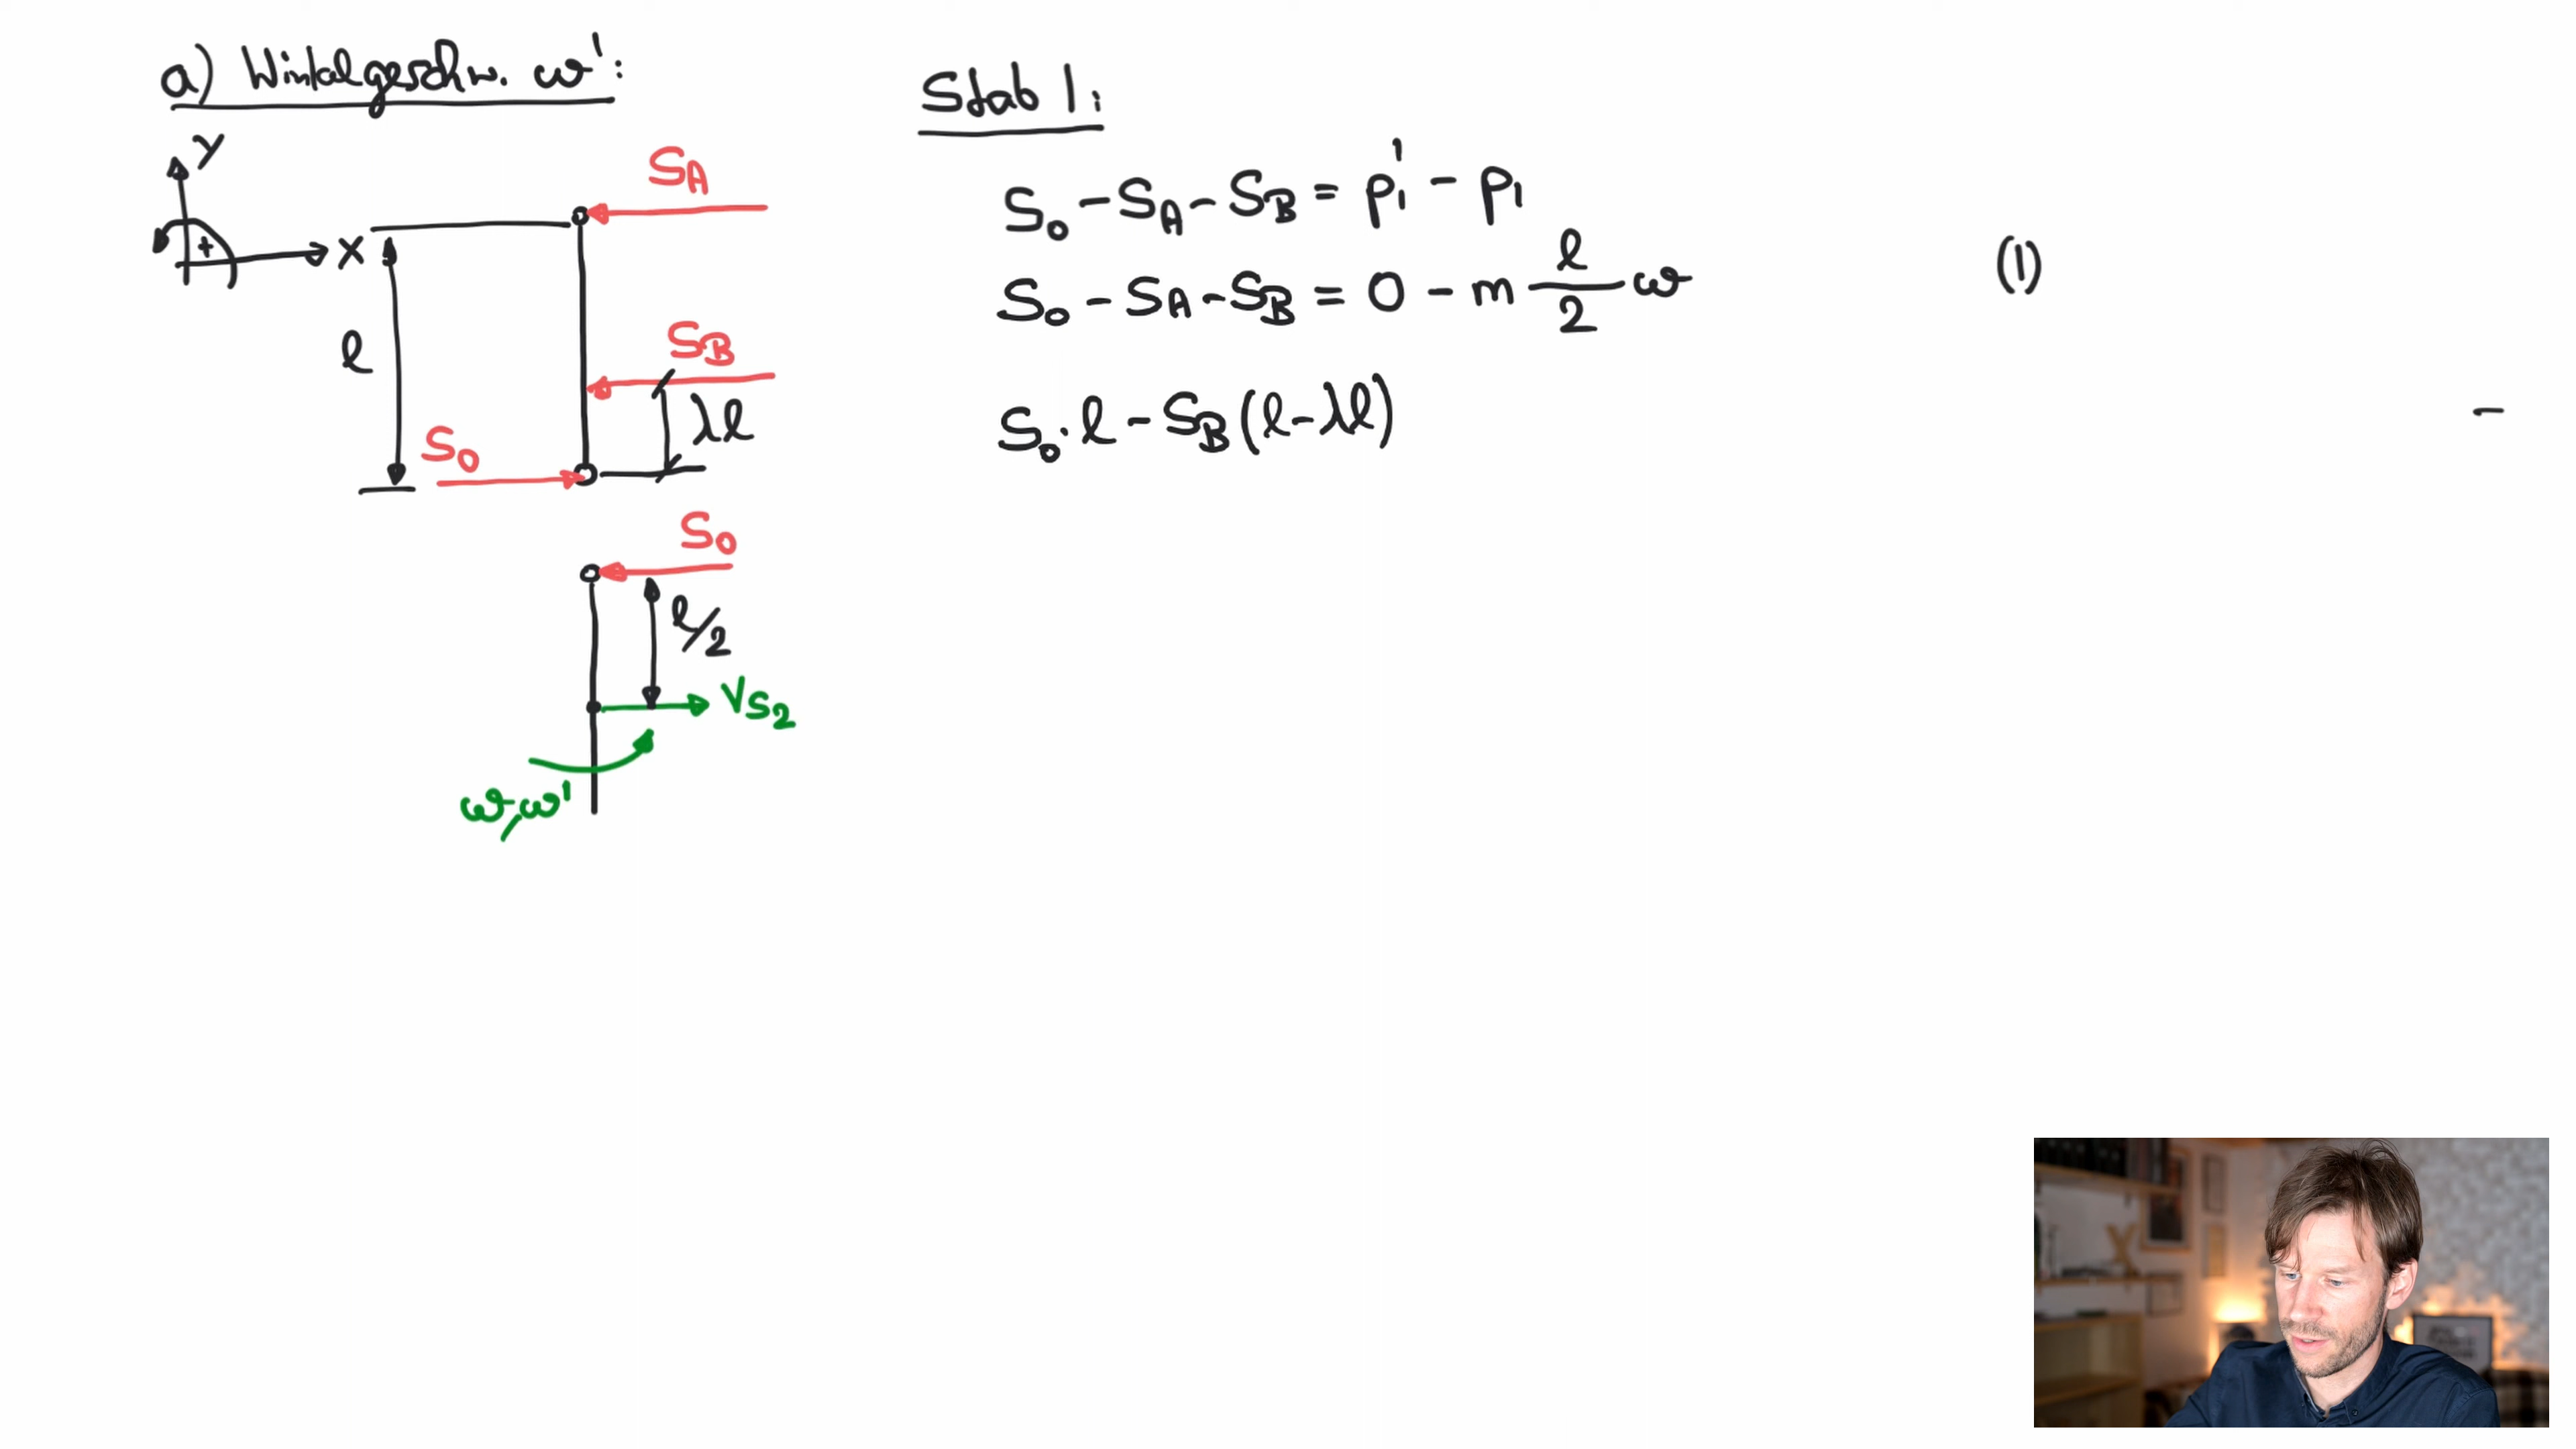 a) Winkelgeschw. ω':
y
+
x
l
S_A
S_B
λl
S_0
S_0
l/2
v_S2
ω, ω'
Stab 1:
S_0 - S_A - S_B = p_1' - p_1
S_0 - S_A - S_B = 0 - m l/2 ω (1)
S_0 · l - S_B (l - λl)
-